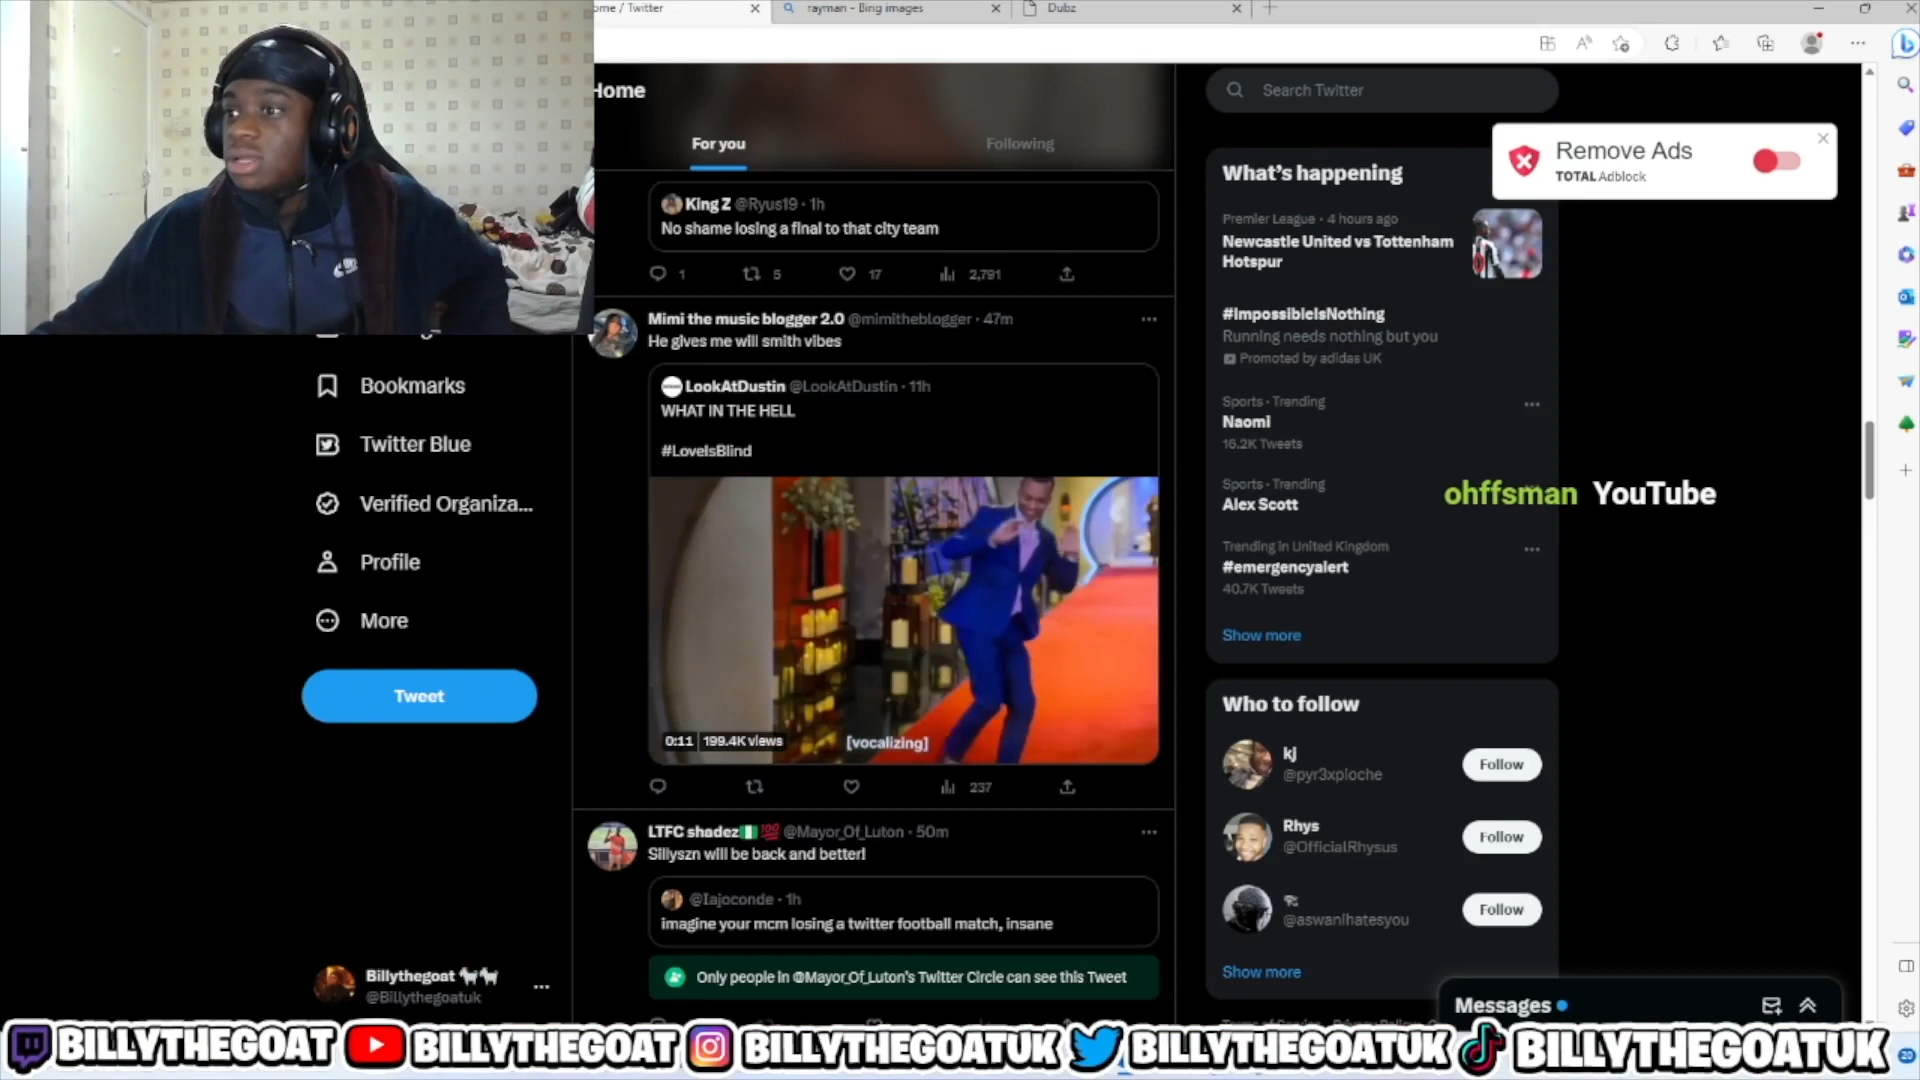 ome / Twitter
rayman - Bing images
Dubz
Home
For you
Following
Search Twitter
Remove Ads
TOTAL Adblock
King Z @Ryus19 · 1h
No shame losing a final to that city team
1 5 17 2,791
Mimi the music blogger 2.0 @mimitheblogger · 47m
He gives me will smith vibes
LookAtDustin @LookAtDustin · 11h
WHAT IN THE HELL
#LoveIsBlind
0:11 199.4K views
[vocalizing]
237
LTFC shadez💯 @Mayor_Of_Luton · 50m
Sillyszn will be back and better!
@lajoconde · 1h
imagine your mcm losing a twitter football match, insane
Only people in @Mayor_Of_Luton's Twitter Circle can see this Tweet
Bookmarks
Twitter Blue
Verified Organiza...
Profile
More
Tweet
Billythegoat
@Billythegoatuk
What's happening
Premier League · 4 hours ago
Newcastle United vs Tottenham
Hotspur
#ImpossibleIsNothing
Running needs nothing but you
Promoted by adidas UK
Sports · Trending
Naomi
16.2K Tweets
Sports · Trending
Alex Scott
Trending in United Kingdom
#emergencyalert
40.7K Tweets
Show more
ohffsman YouTube
Who to follow
kj
@pyr3xpioche
Follow
Rhys
@OfficialRhysus
Follow
@aswanihatesyou
Follow
Show more
Messages
BILLYTHEGOAT BILLYTHEGOAT BILLYTHEGOATUK BILLYTHEGOATUK BILLYTHEGOATUK
20